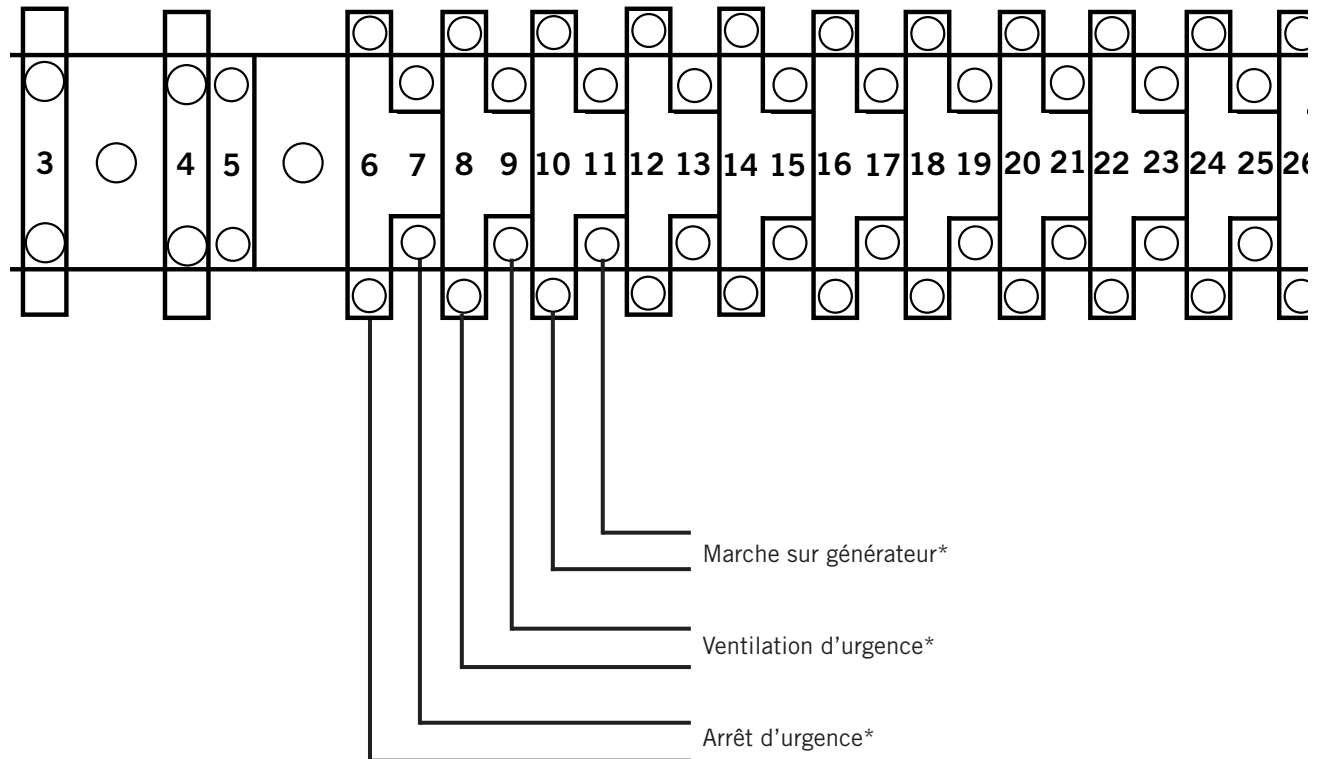 3 4 5 6 7 8 9 10 11 12 13 14 15 16 17 18 19 20 21 22 23 24 25 26
Marche sur générateur*
Ventilation d’urgence*
Arrêt d’urgence*